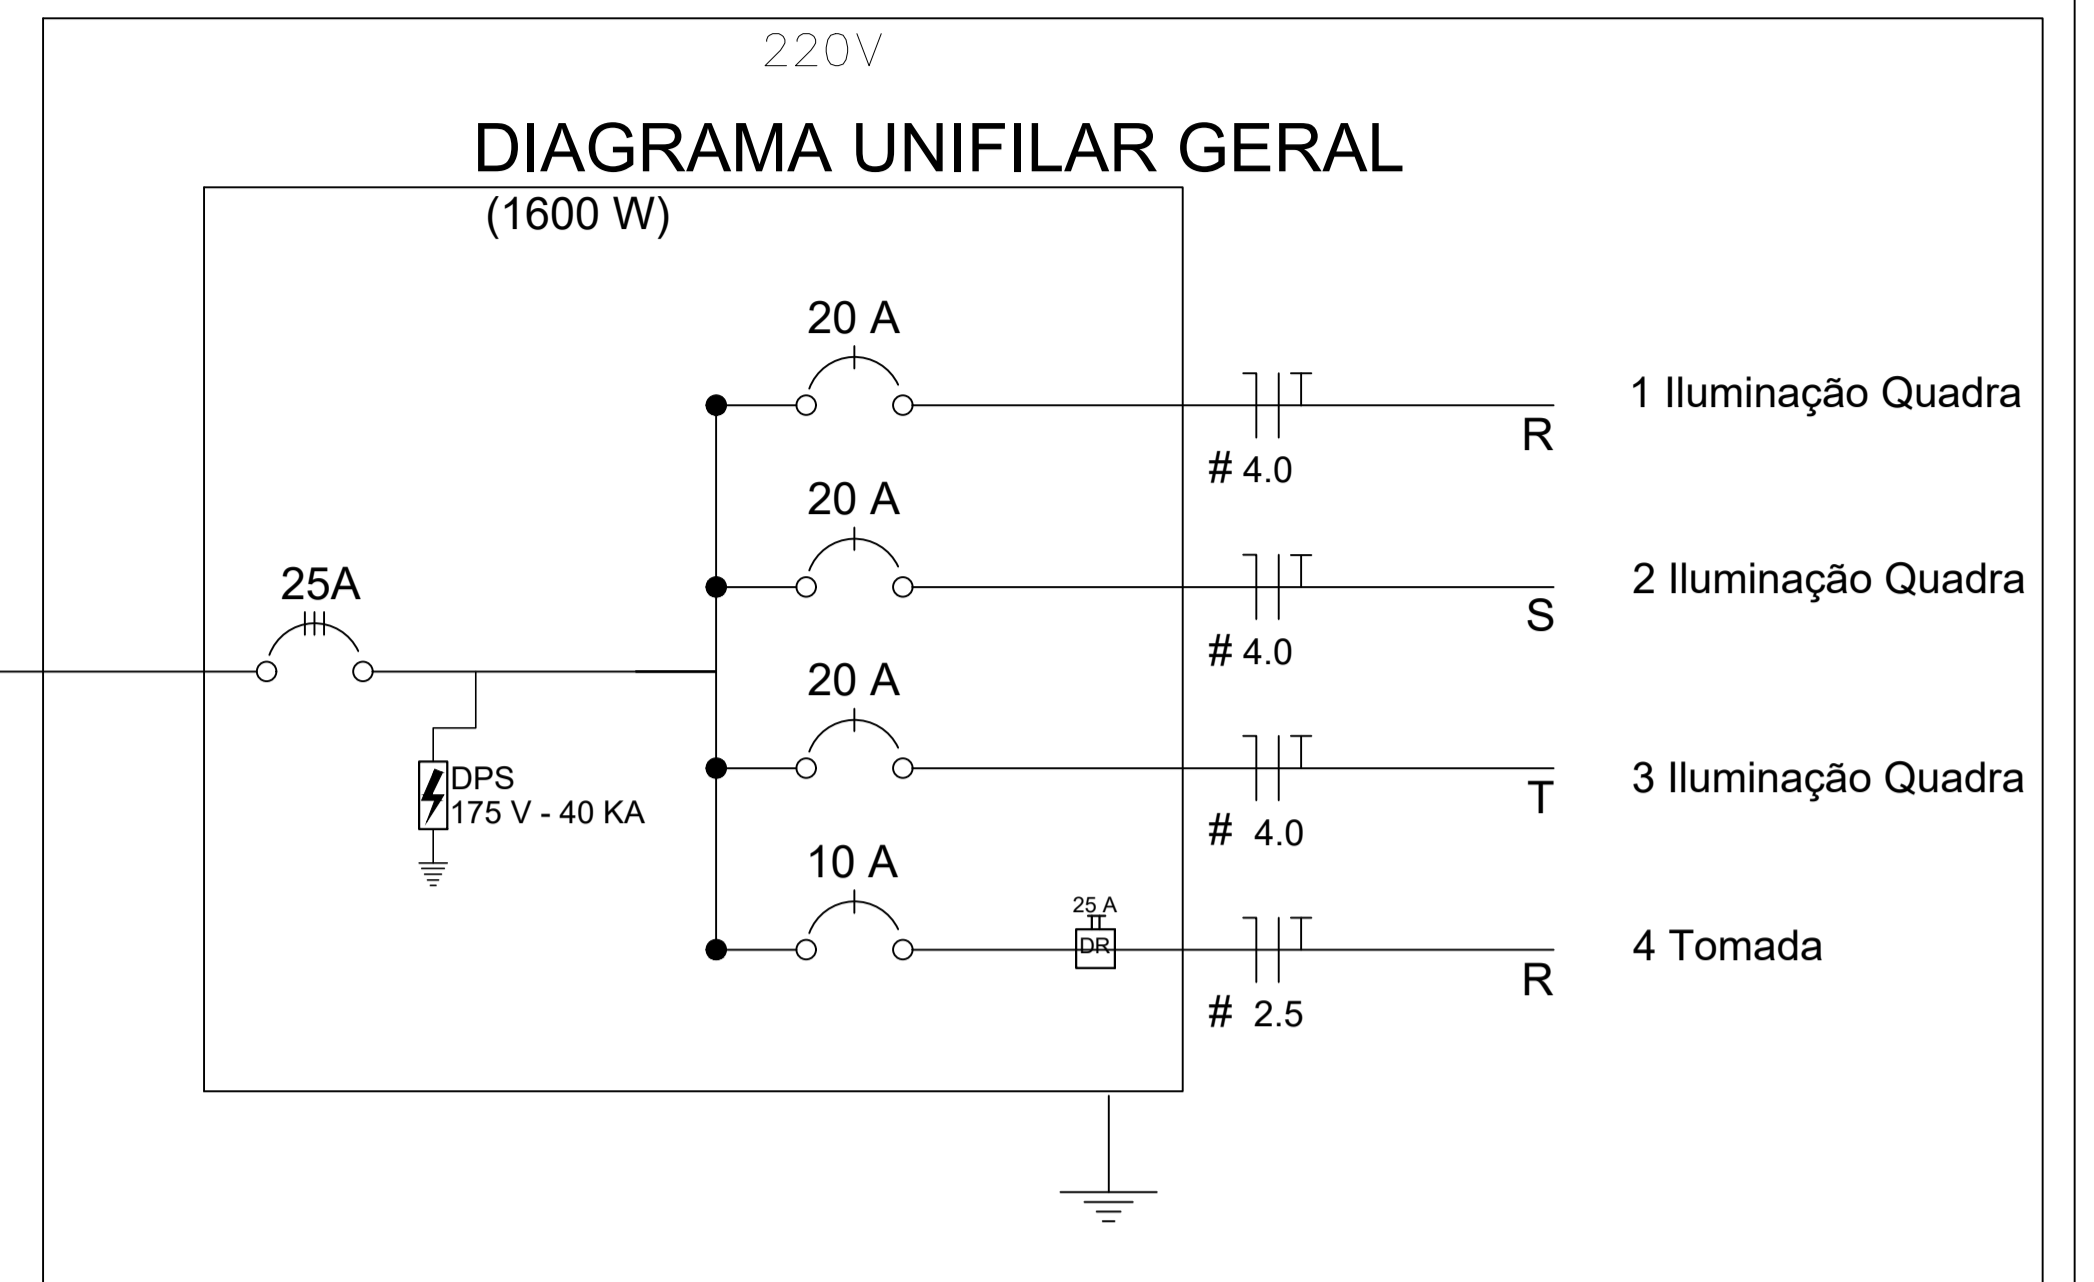 220V
DIAGRAMA UNIFILAR GERAL
(1600 W)
20 A
1 Iluminação Quadra
R
# 4.0
20 A
2 Iluminação Quadra
S
# 4.0
25A
20 A
3 Iluminação Quadra
T
# 4.0
DPS
175 V - 40 KA
10 A
25 A
DR
4 Tomada
R
# 2.5